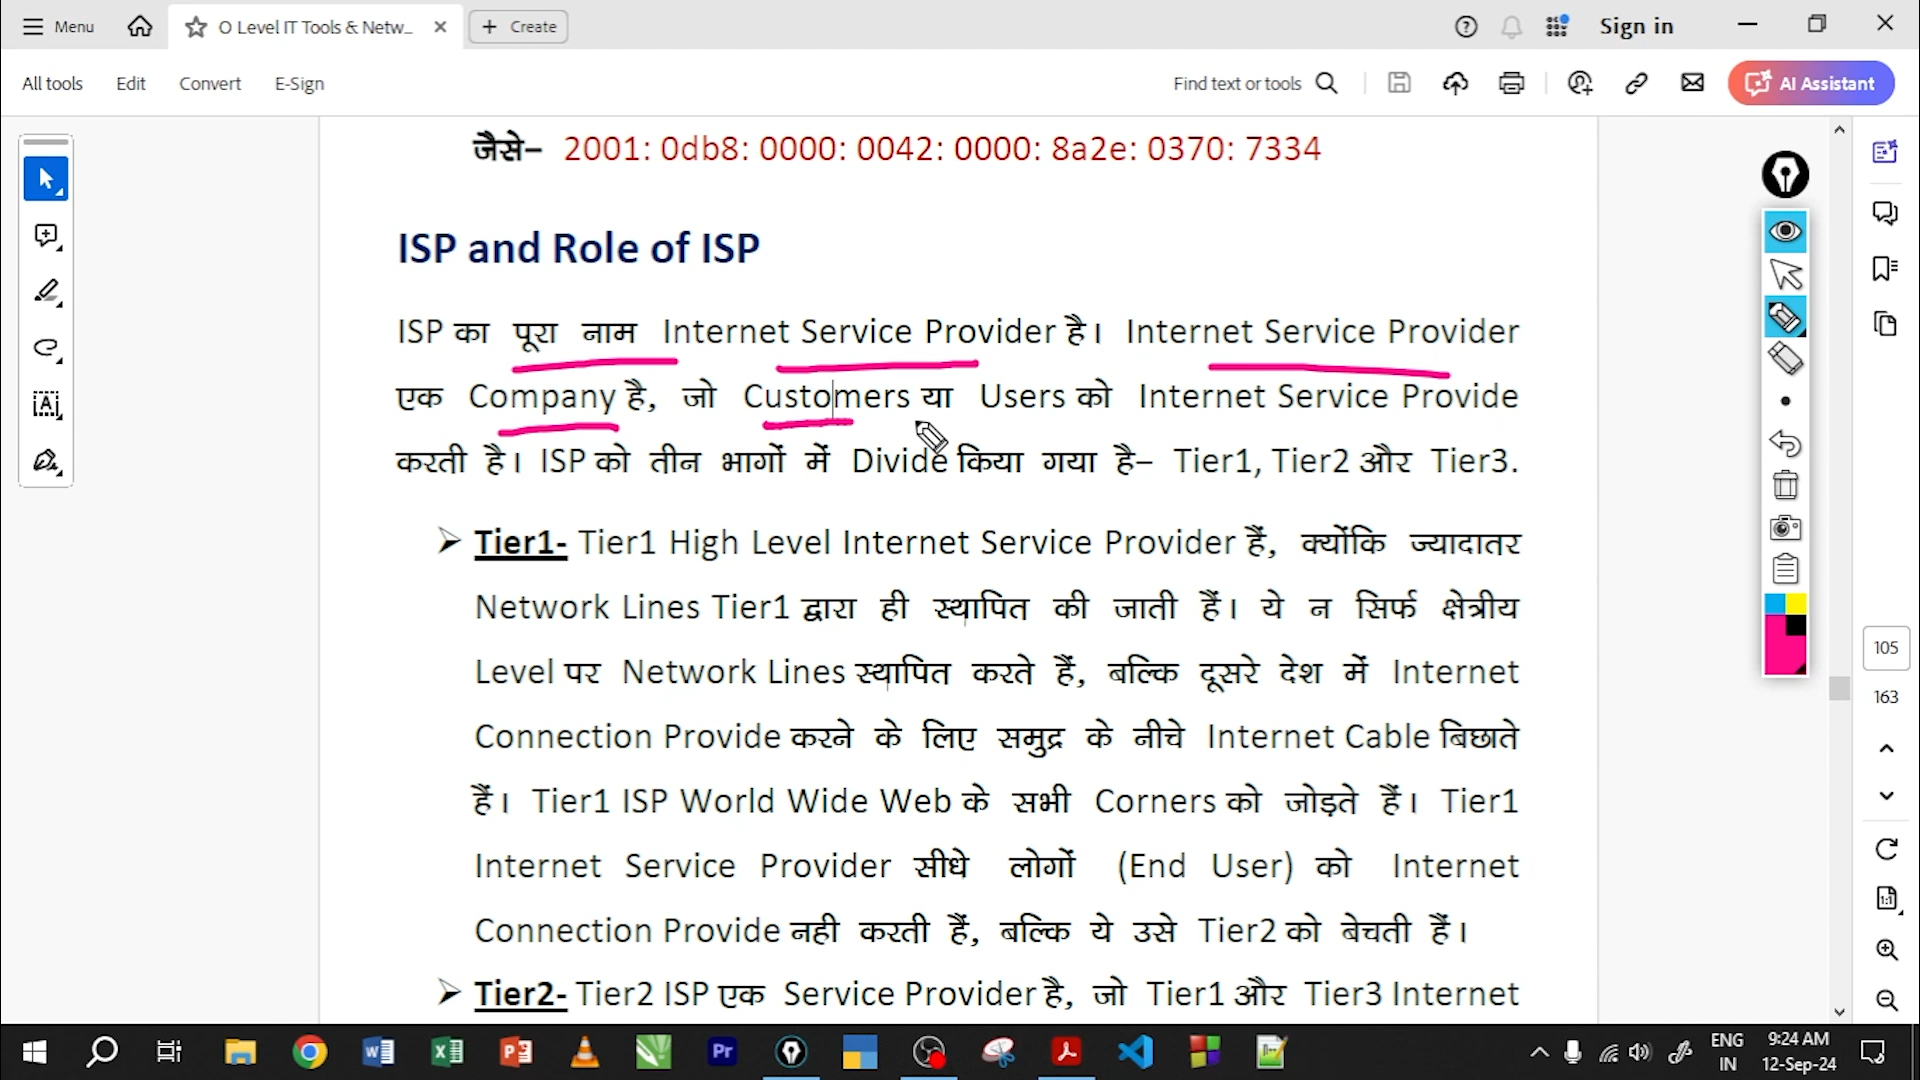 Menu
O Level IT Tools & Netw...
Create
Sign in
All tools
Edit
Convert
E-Sign
Find text or tools
AI Assistant
जैसे– 2001: 0db8: 0000: 0042: 0000: 8a2e: 0370: 7334
ISP and Role of ISP
ISP का पूरा नाम Internet Service Provider है। Internet Service Provider
एक Company है, जो Customers या Users को Internet Service Provide
करती है। ISP को तीन भागों में Divide किया गया है– Tier1, Tier2 और Tier3.
➢ Tier1- Tier1 High Level Internet Service Provider हैं, क्योंकि ज्यादातर
Network Lines Tier1 द्वारा ही स्थापित की जाती हैं। ये न सिर्फ क्षेत्रीय
Level पर Network Lines स्थापित करते हैं, बल्कि दूसरे देश में Internet
Connection Provide करने के लिए समुद्र के नीचे Internet Cable बिछाते
हैं। Tier1 ISP World Wide Web के सभी Corners को जोड़ते हैं। Tier1
Internet Service Provider सीधे लोगों (End User) को Internet
Connection Provide नही करती हैं, बल्कि ये उसे Tier2 को बेचती हैं।
➢ Tier2- Tier2 ISP एक Service Provider है, जो Tier1 और Tier3 Internet
105
163
ENG
IN
9:24 AM
12-Sep-24